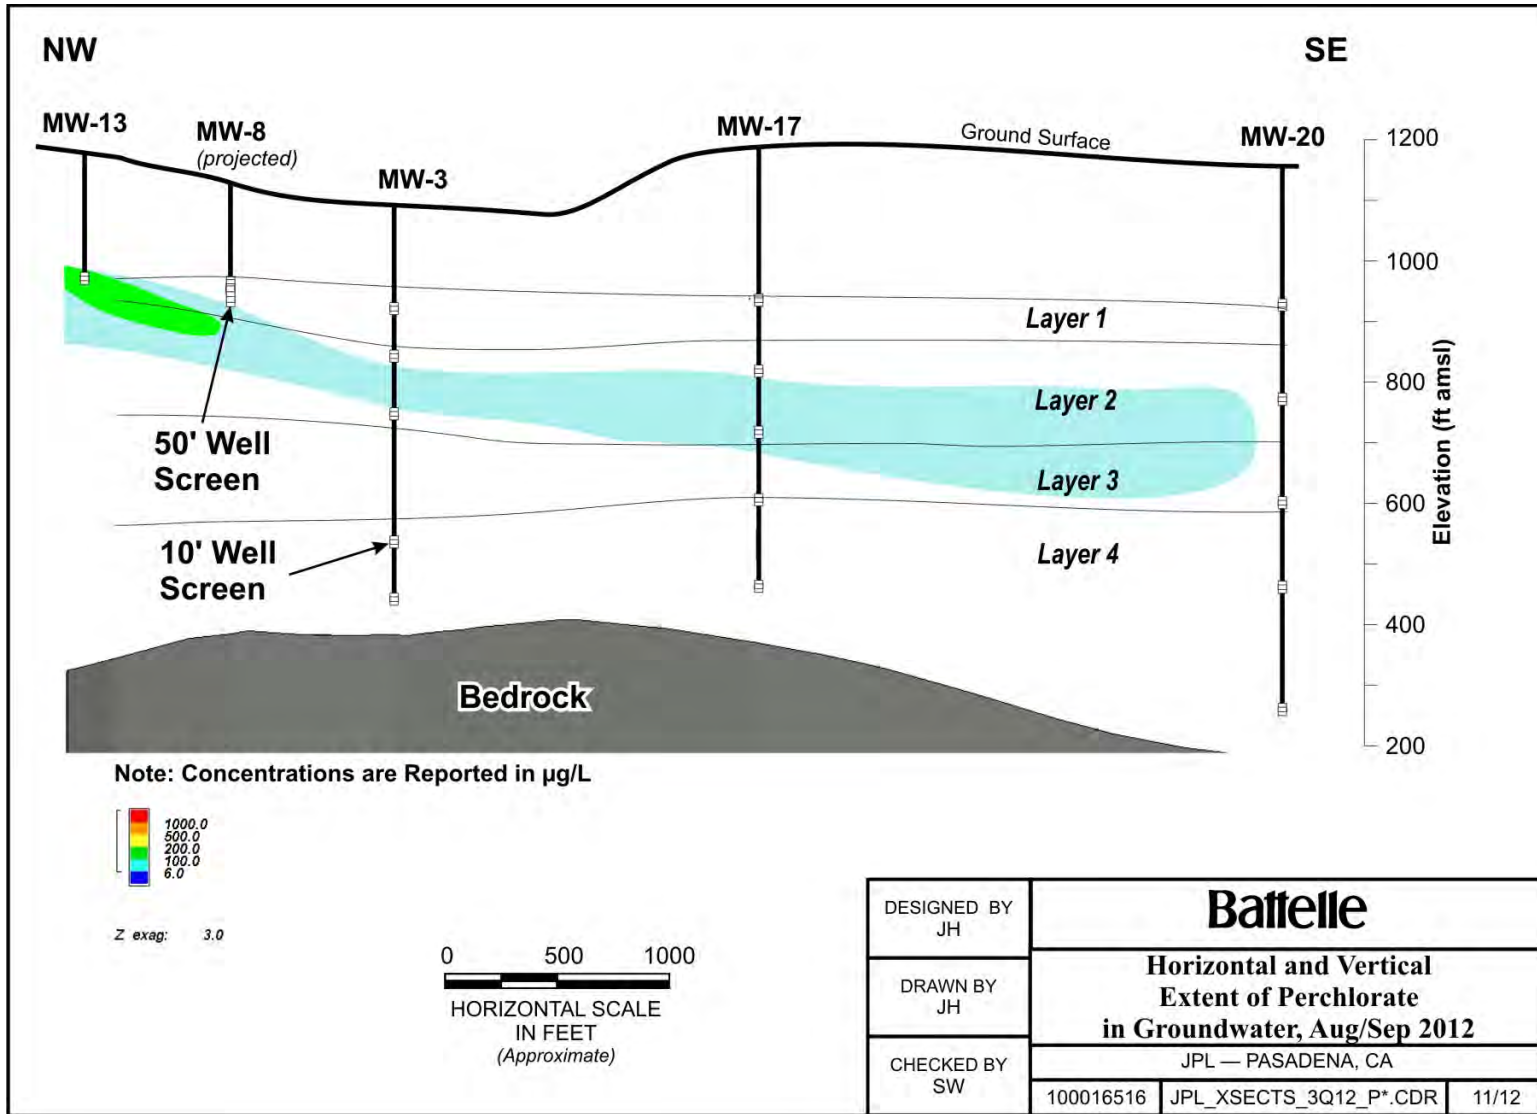 NW
SE
MW-13
MW-8
(projected)
MW-3
MW-17
Ground Surface
MW-20
1200
1000
800
600
400
200
Elevation (ft amsl)
Layer 1
Layer 2
Layer 3
Layer 4
50' Well
Screen
10' Well
Screen
Bedrock
Note: Concentrations are Reported in µg/L
1000.0
500.0
200.0
100.0
6.0
Z exag: 3.0
0 500 1000
HORIZONTAL SCALE
IN FEET
(Approximate)
DESIGNED BY
JH
DRAWN BY
JH
CHECKED BY
SW
Battelle
Horizontal and Vertical
Extent of Perchlorate
in Groundwater, Aug/Sep 2012
JPL — PASADENA, CA
100016516 JPL_XSECTS_3Q12_P*.CDR 11/12